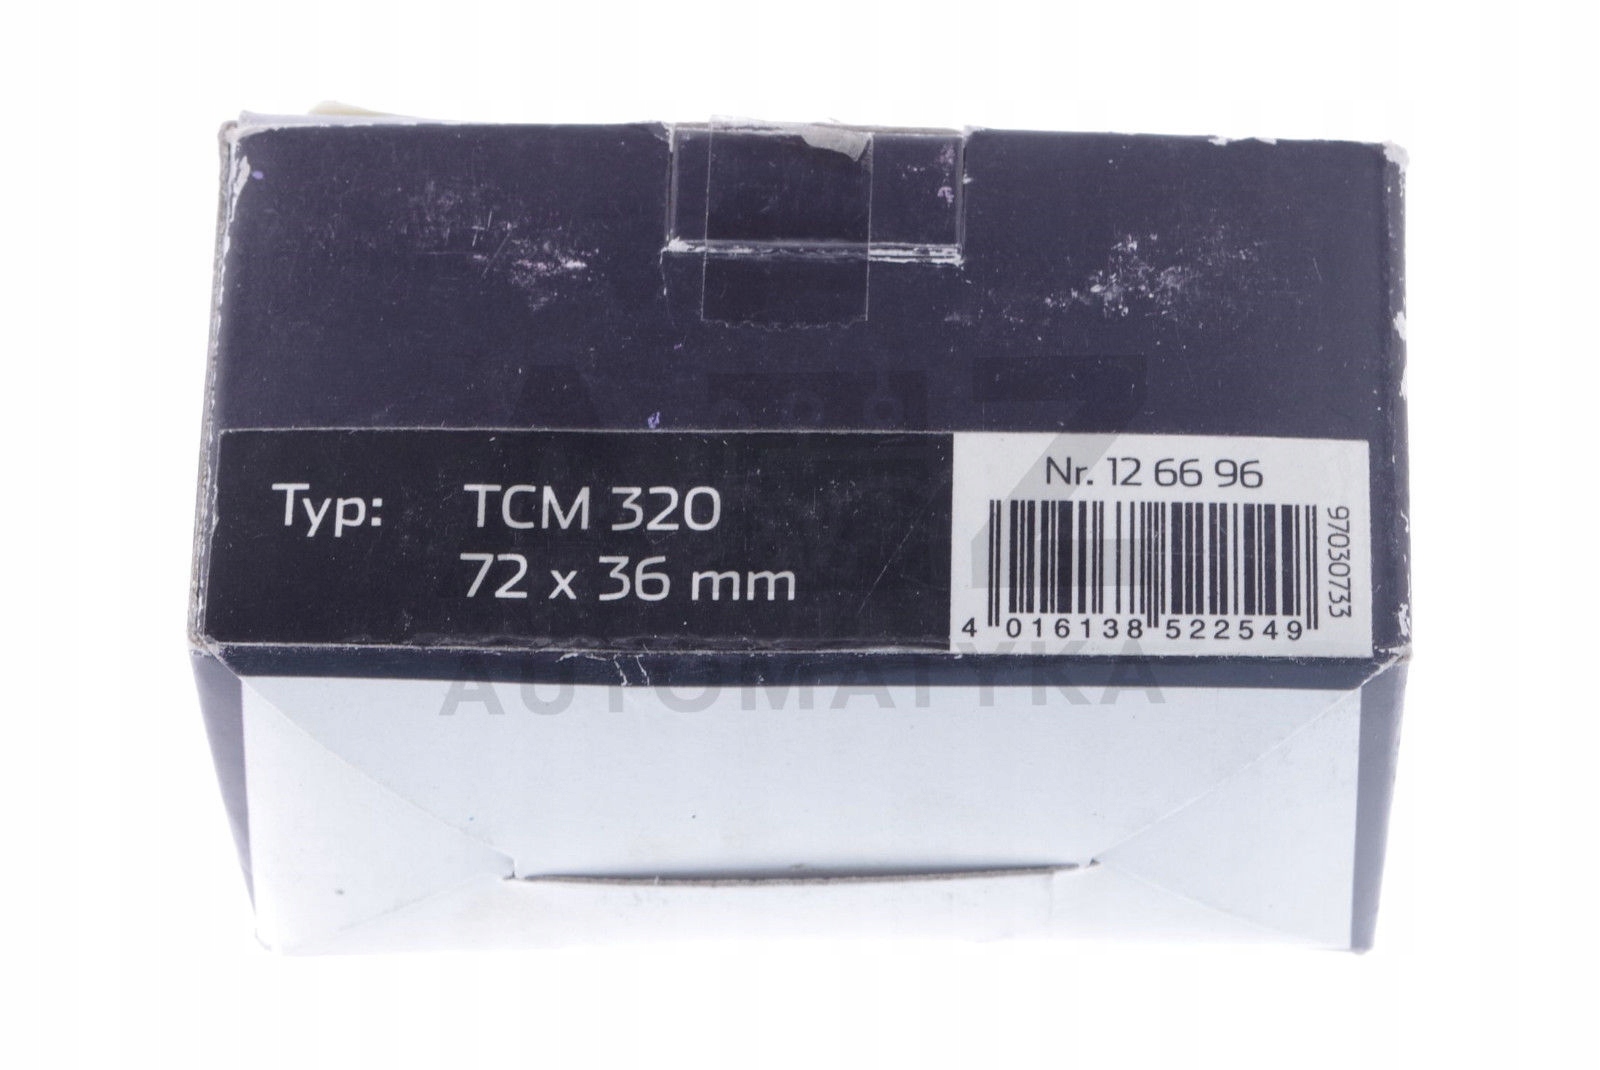 Typ: TCM 320
72 x 36 mm
Nr. 12 66 96
4 016138 522549
97030733
AUTOMATYKA